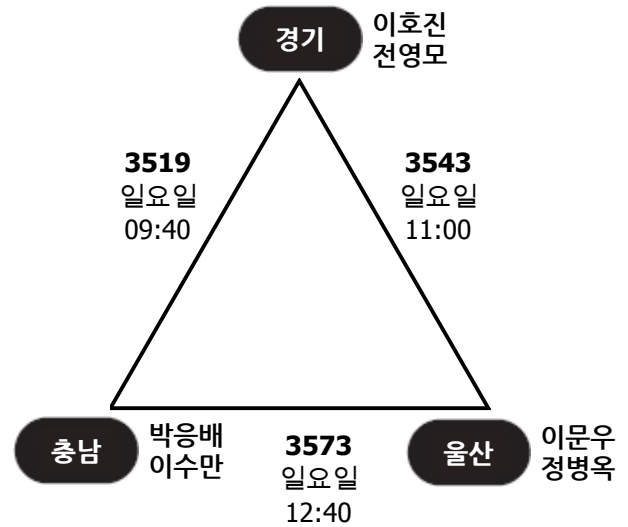 경기
이호진
전영모
3519
일요일
09:40
3543
일요일
11:00
충남
박응배
이수만
3573
일요일
12:40
울산
이문우
정병옥